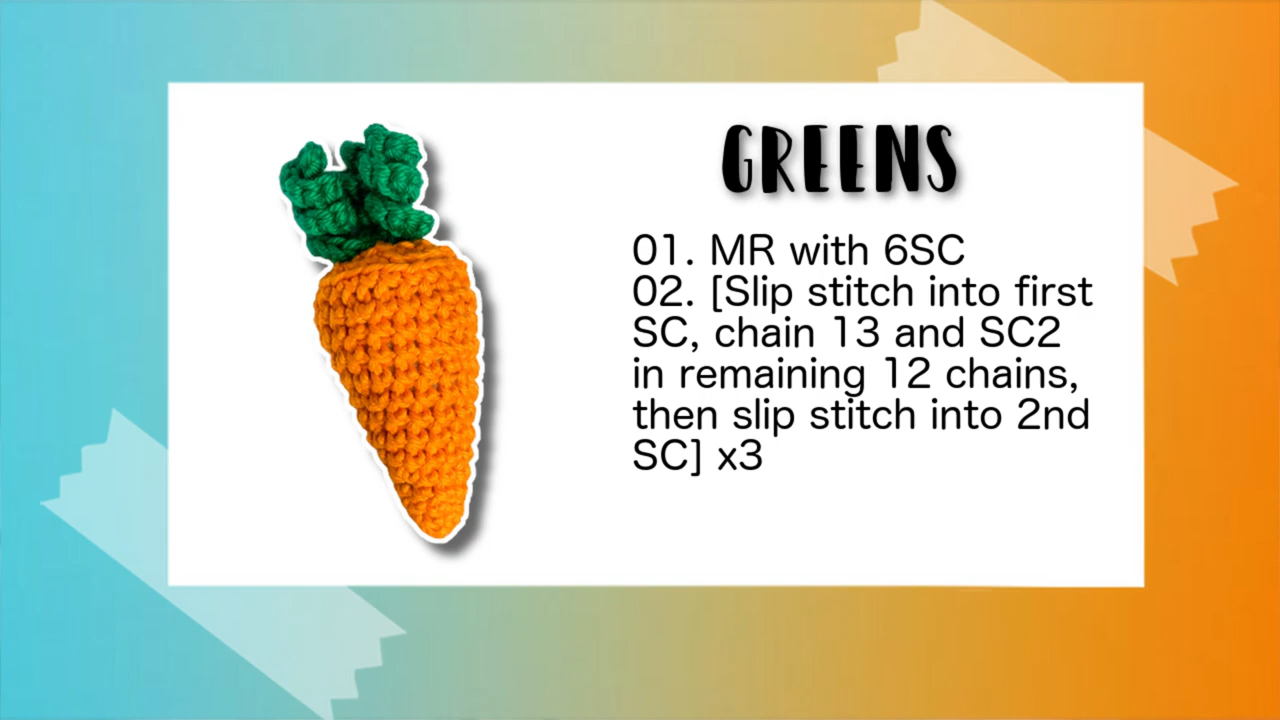 GREENS
01. MR with 6SC
02. [Slip stitch into first
SC, chain 13 and SC2
in remaining 12 chains,
then slip stitch into 2nd
SC] x3